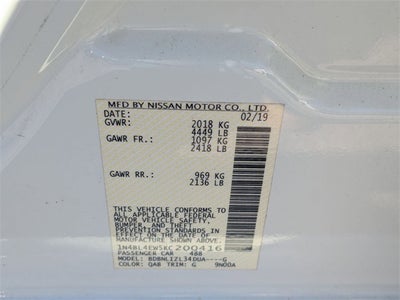 MFD BY NISSAN MOTOR CO., LTD.
DATE: 02/19
GVWR: 2018 KG
4449 LB
GAWR FR.: 1097 KG
2418 LB
GAWR RR.: 969 KG
2136 LB
THIS VEHICLE CONFORMS TO
ALL APPLICABLE FEDERAL
MOTOR VEHICLE SAFETY,
BUMPER, AND THEFT
PREVENTION STANDARDS IN
EFFECT ON THE DATE OF
MANUFACTURE SHOWN ABOVE.
1N4BL4EW5KC200416
PASSENGER CAR 488
MODEL:
COLOR: QAB TRIM: G